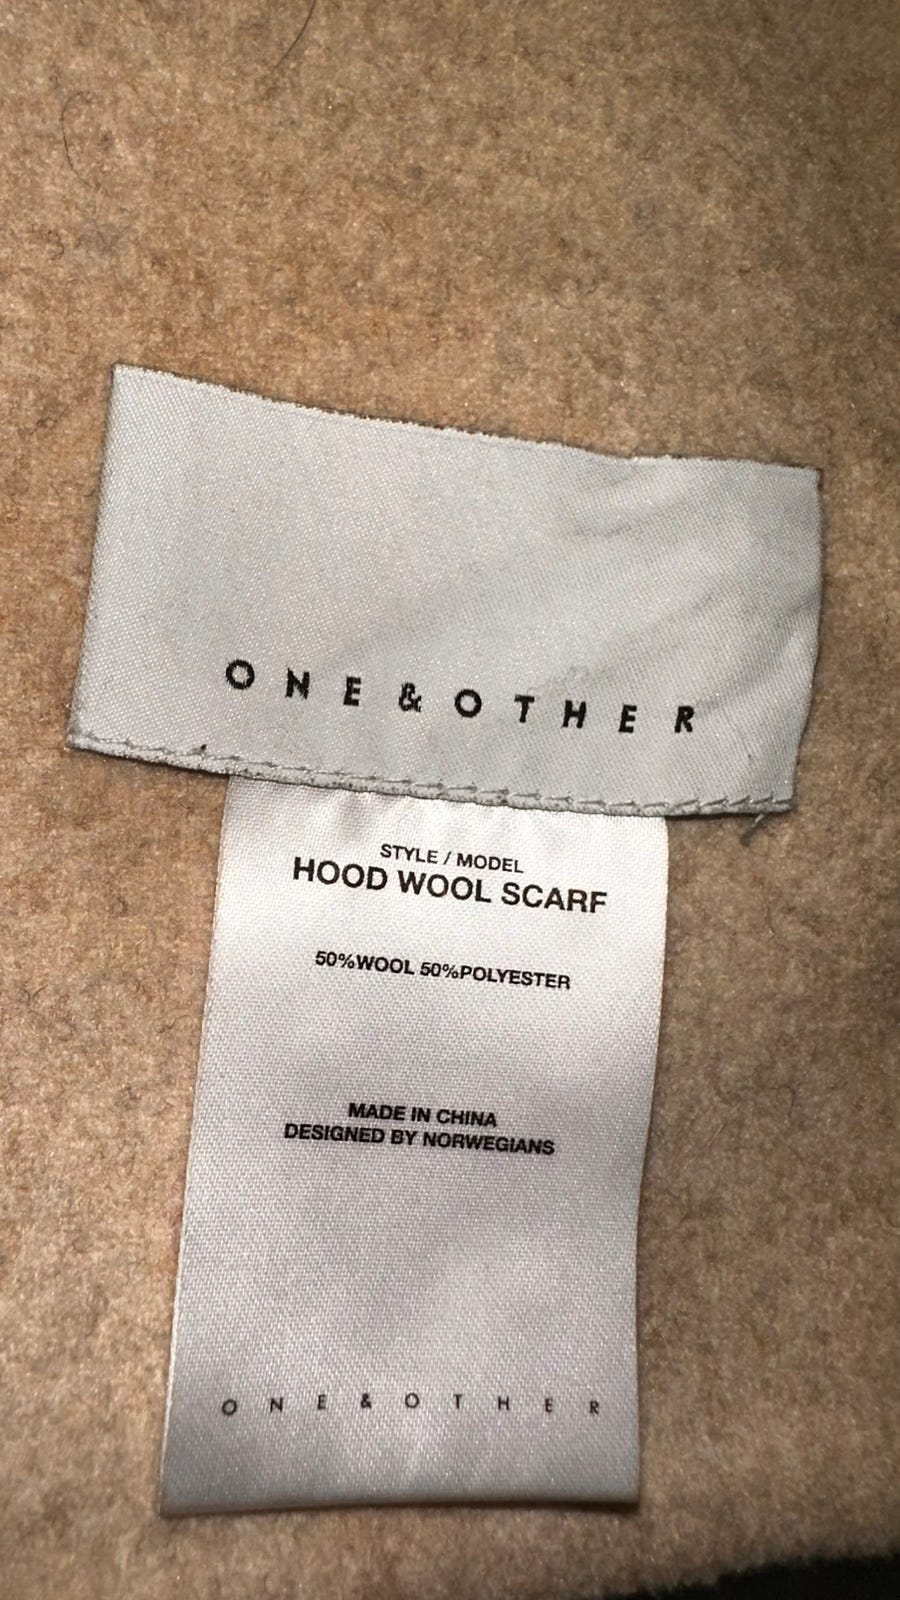 ONE&OTHER
STYLE / MODEL
HOOD WOOL SCARF
50%WOOL 50%POLYESTER
MADE IN CHINA
DESIGNED BY NORWEGIANS
ONE&OTHER